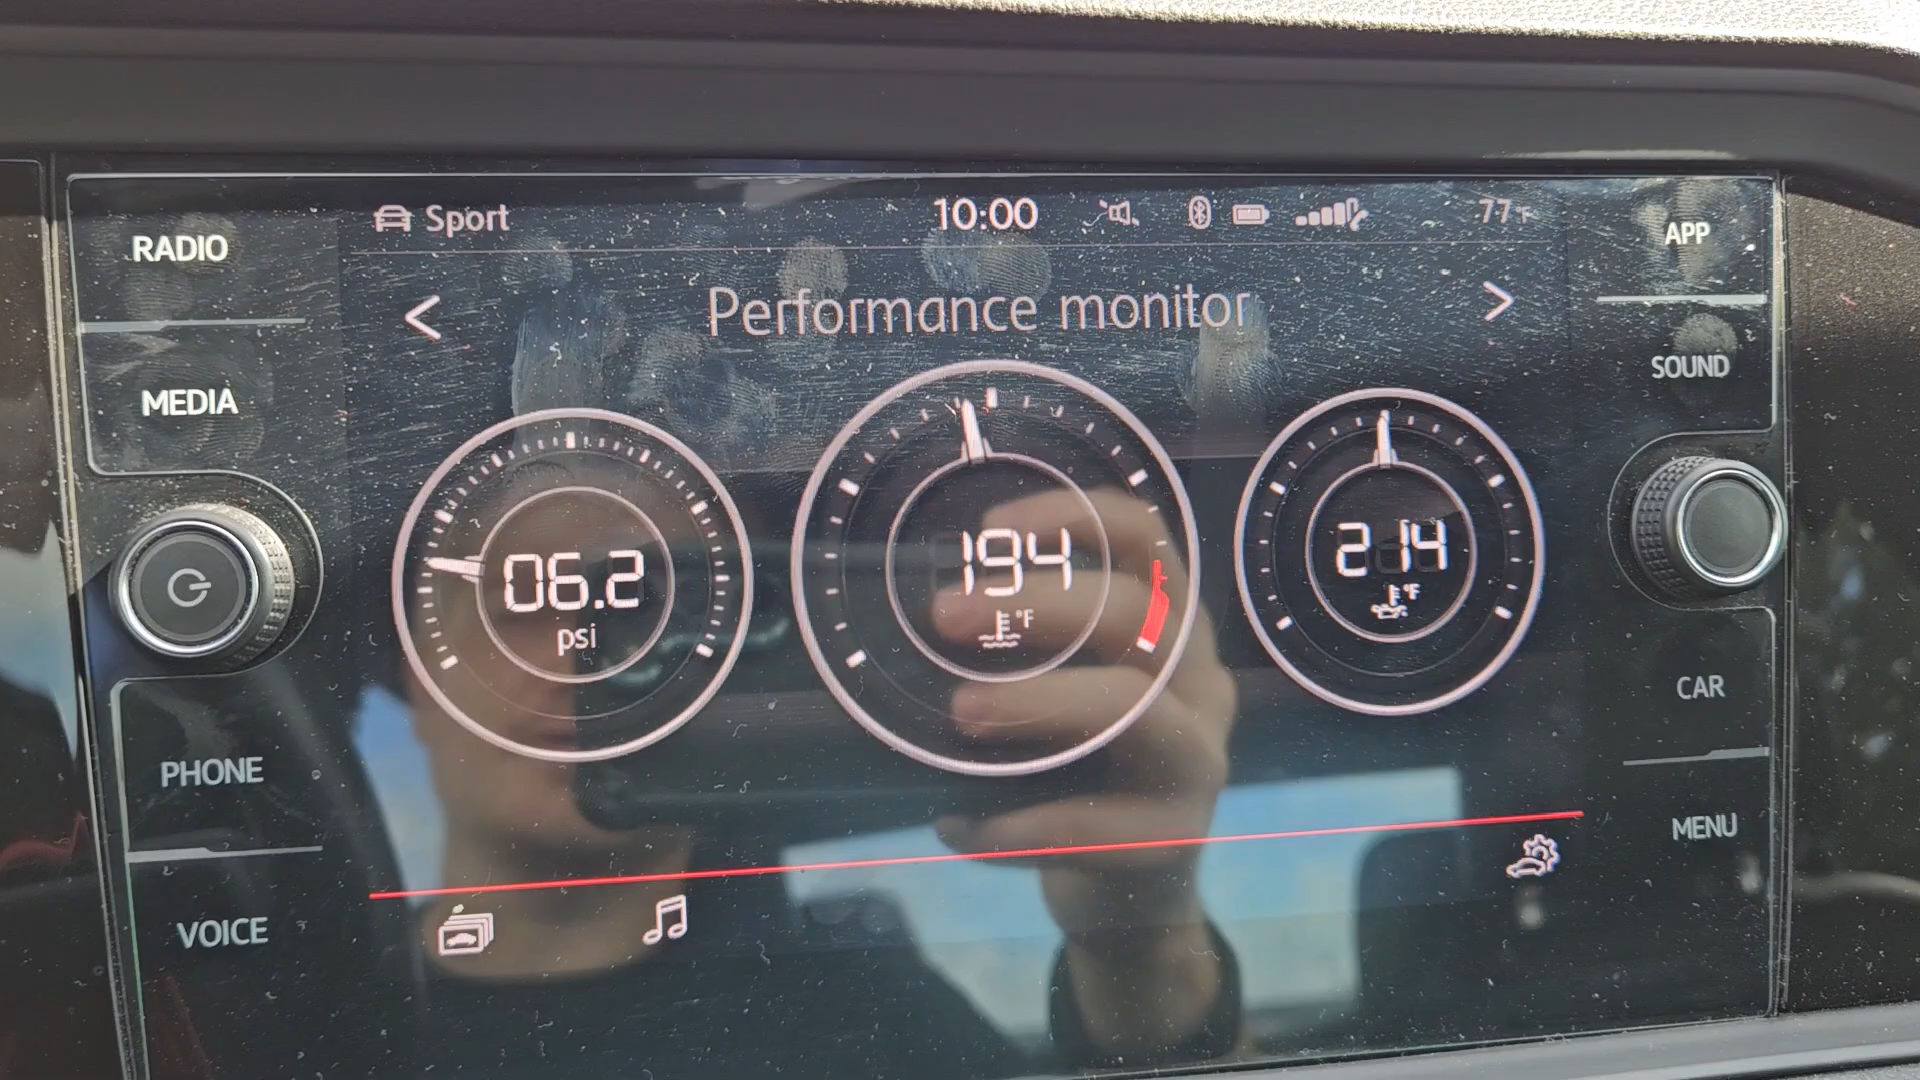 Sport 10:00 77°F
RADIO
APP
Performance monitor
SOUND
MEDIA
06.2
psi
194
°F
214
°F
CAR
PHONE
MENU
VOICE